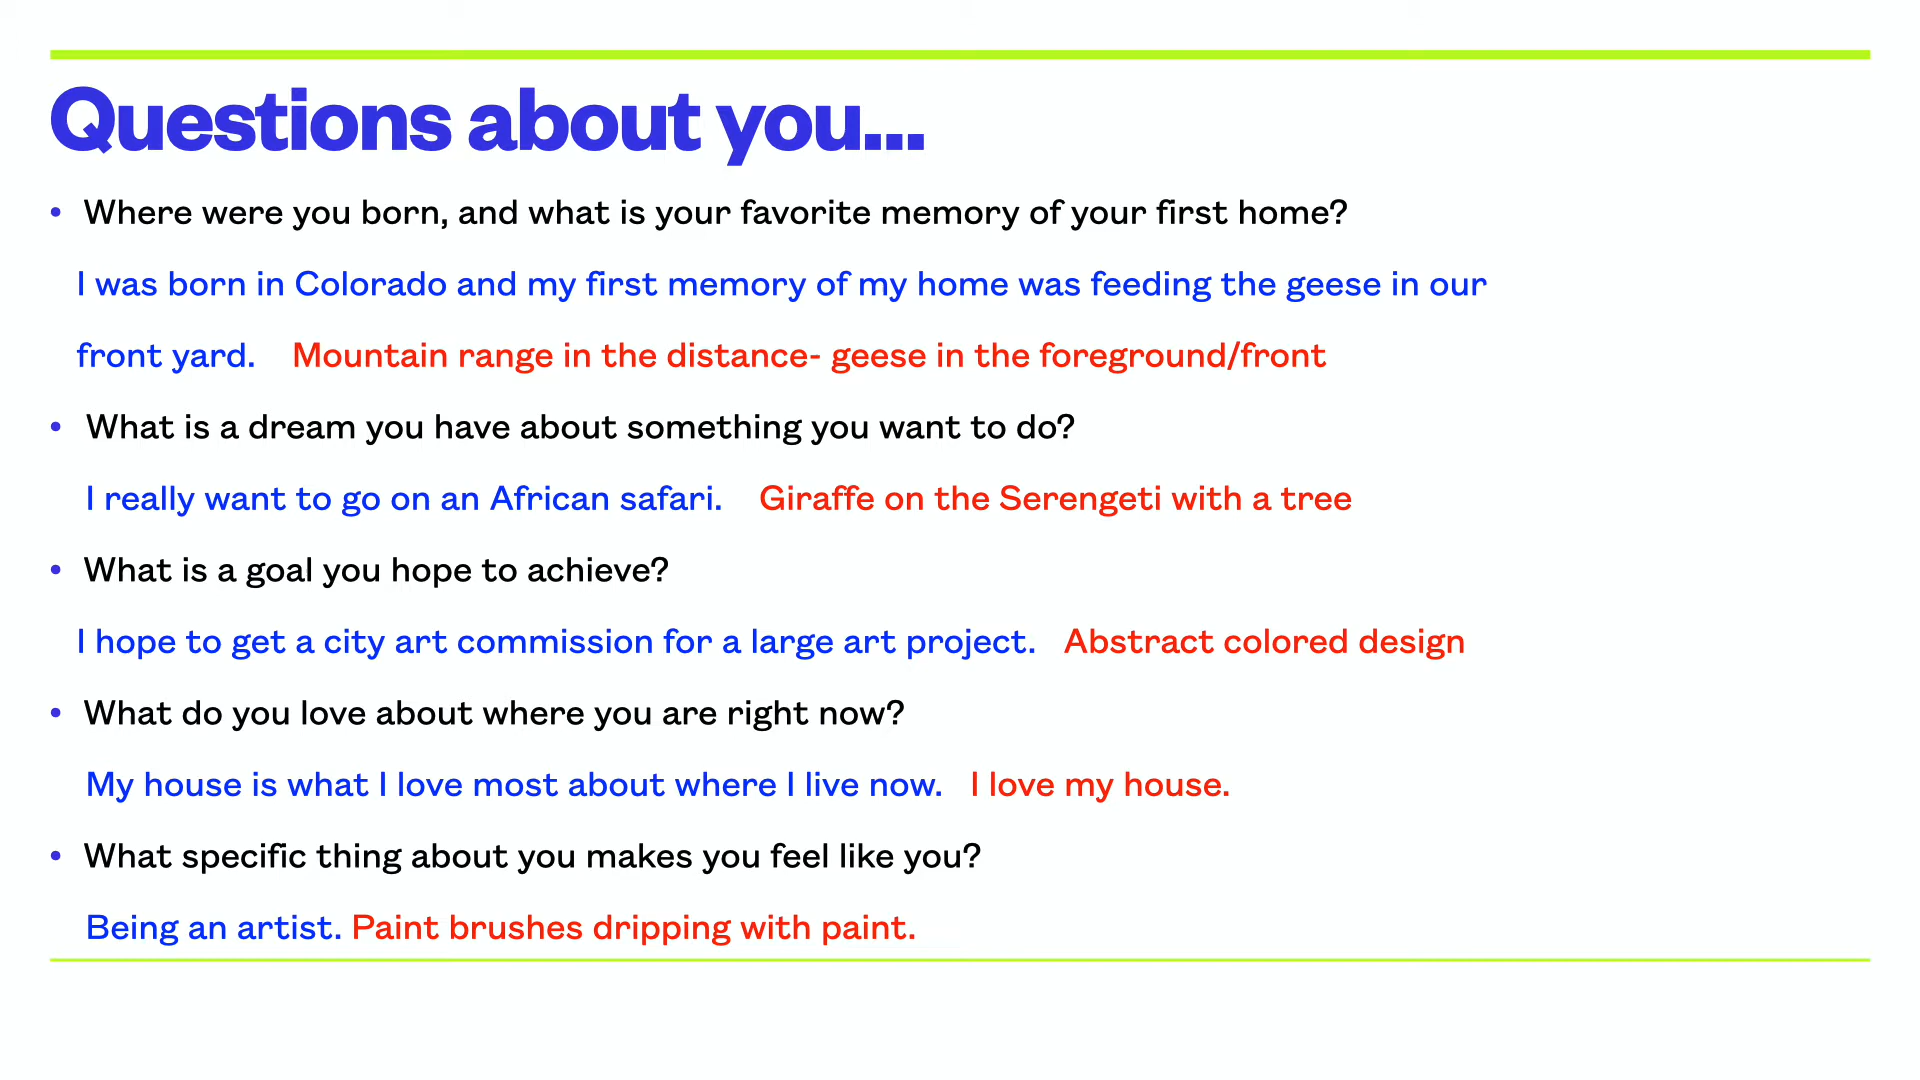 Questions about you...
• Where were you born, and what is your favorite memory of your first home?
I was born in Colorado and my first memory of my home was feeding the geese in our
front yard. Mountain range in the distance- geese in the foreground/front
• What is a dream you have about something you want to do?
I really want to go on an African safari. Giraffe on the Serengeti with a tree
• What is a goal you hope to achieve?
I hope to get a city art commission for a large art project. Abstract colored design
• What do you love about where you are right now?
My house is what I love most about where I live now. I love my house.
• What specific thing about you makes you feel like you?
Being an artist. Paint brushes dripping with paint.